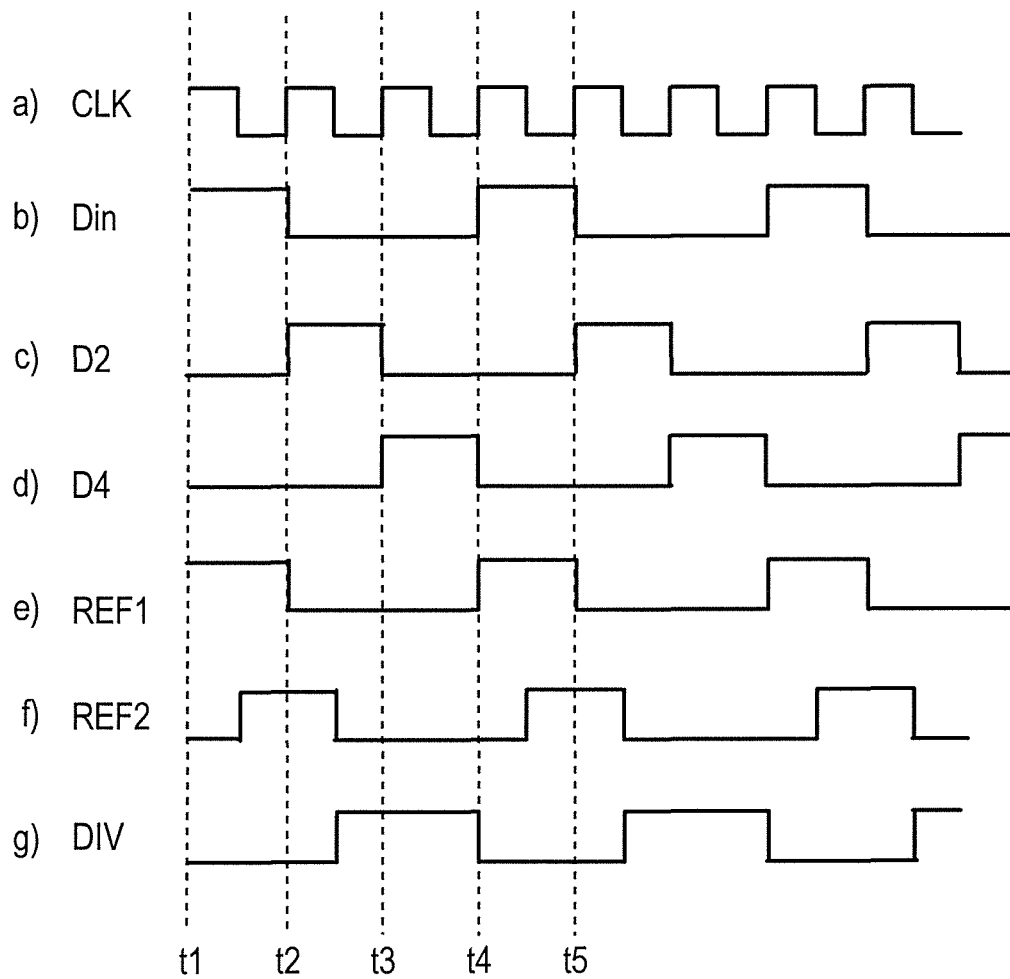 a) CLK
b) Din
c) D2
d) D4
e) REF1
f) REF2
g) DIV
t1 t2 t3 t4 t5